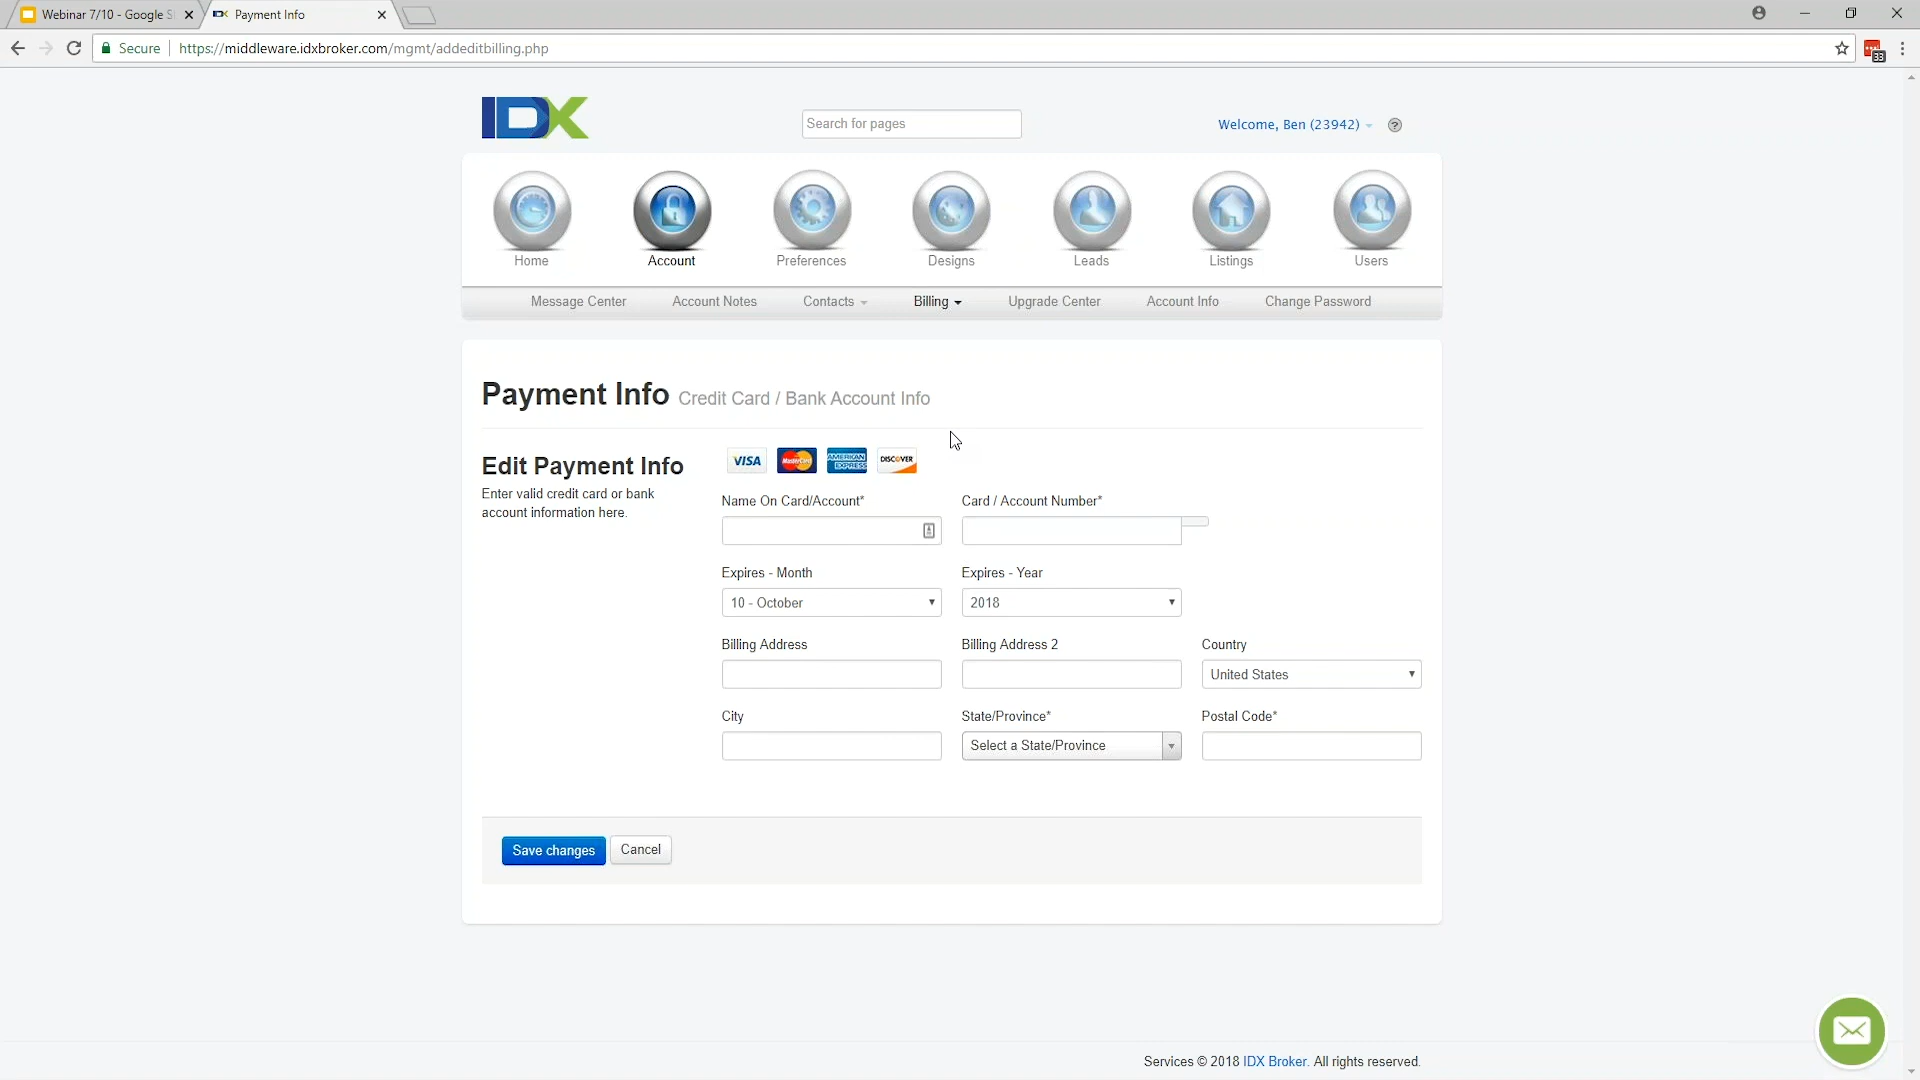 Webinar 7/10 - Google S
Payment Info
Secure
https://middleware.idxbroker.com/mgmt/addeditbilling.php
33
IDX
Search for pages
Welcome, Ben (23942)
?
Home
Account
Preferences
Designs
Leads
Listings
Users
Message Center
Account Notes
Contacts
Billing
Upgrade Center
Account Info
Change Password
Payment Info Credit Card / Bank Account Info
Edit Payment Info
Enter valid credit card or bank
account information here.
VISA
MasterCard
AMERICAN EXPRESS
DISCOVER
Name On Card/Account*
Card / Account Number*
Expires - Month
Expires - Year
10 - October
2018
Billing Address
Billing Address 2
Country
United States
City
State/Province*
Postal Code*
Select a State/Province
Save changes
Cancel
Services © 2018 IDX Broker. All rights reserved.